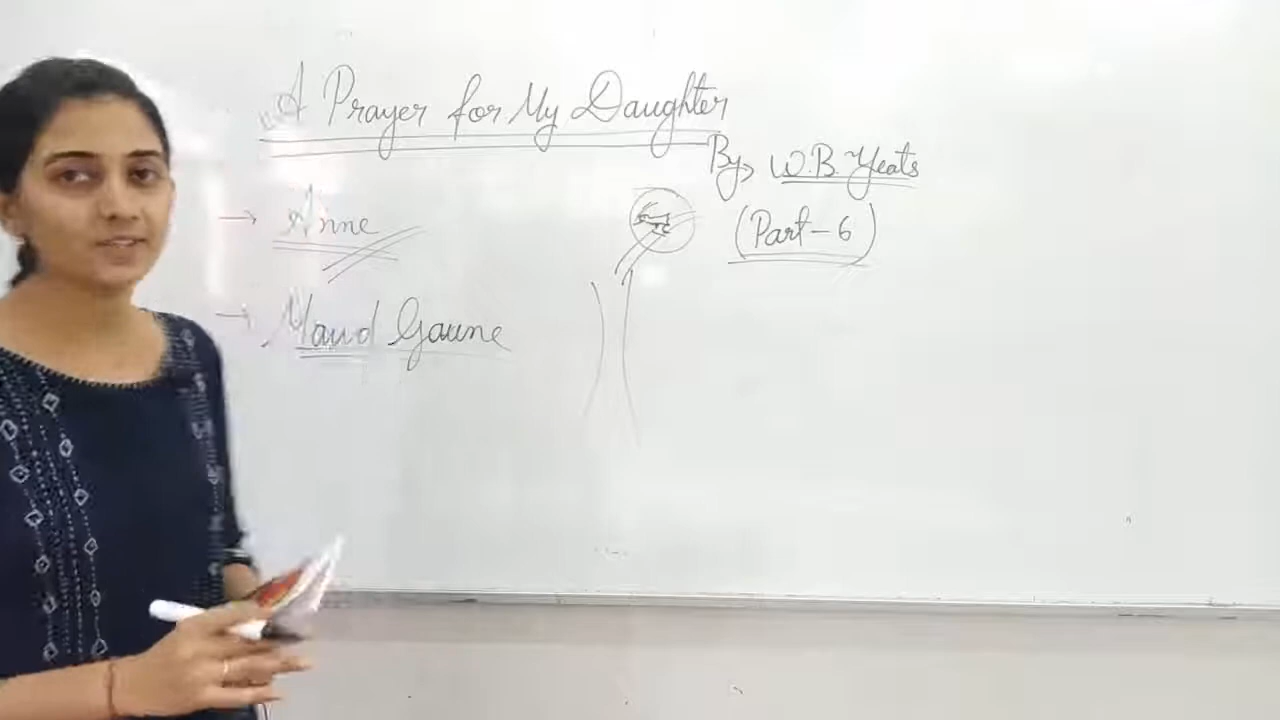 A Prayer for My Daughter
By W.B. Yeats
(Part-6)
→ Anne
→ Maud Gaune